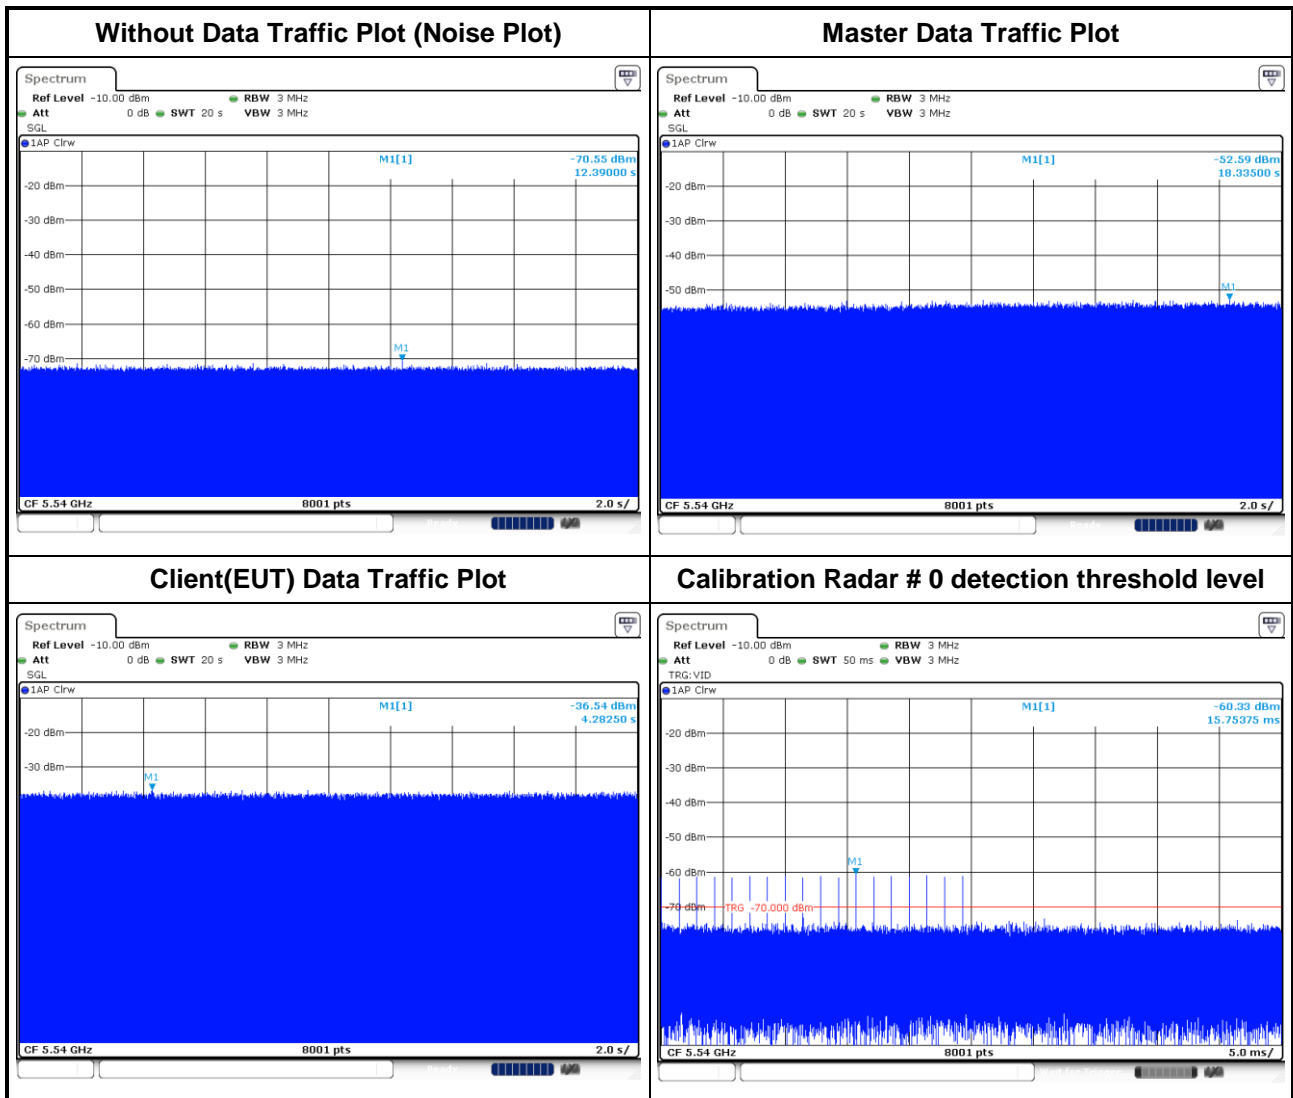 Without Data Traffic Plot (Noise Plot)
Spectrum
Ref Level -10.00 dBm RBW 3 MHz
Att 0 dB SWT 20 s VBW 3 MHz
SGL
1AP Clrw
M1[1] -70.55 dBm
12.39000 s
-20 dBm
-30 dBm
-40 dBm
-50 dBm
-60 dBm
M1
-70 dBm
CF 5.54 GHz 8001 pts 2.0 s/
Master Data Traffic Plot
Spectrum
Ref Level -10.00 dBm RBW 3 MHz
Att 0 dB SWT 20 s VBW 3 MHz
SGL
1AP Clrw
M1[1] -52.59 dBm
18.33500 s
-20 dBm
-30 dBm
-40 dBm
-50 dBm
M1
CF 5.54 GHz 8001 pts 2.0 s/
Client(EUT) Data Traffic Plot
Spectrum
Ref Level -10.00 dBm RBW 3 MHz
Att 0 dB SWT 20 s VBW 3 MHz
SGL
1AP Clrw
M1[1] -36.54 dBm
4.28250 s
-20 dBm
-30 dBm
M1
CF 5.54 GHz 8001 pts 2.0 s/
Calibration Radar # 0 detection threshold level
Spectrum
Ref Level -10.00 dBm RBW 3 MHz
Att 0 dB SWT 50 ms VBW 3 MHz
TRG:VID
1AP Clrw
M1[1] -60.33 dBm
15.75375 ms
-20 dBm
-30 dBm
-40 dBm
-50 dBm
M1
-60 dBm
-70 dBm TRG -70.000 dBm
CF 5.54 GHz 8001 pts 5.0 ms/